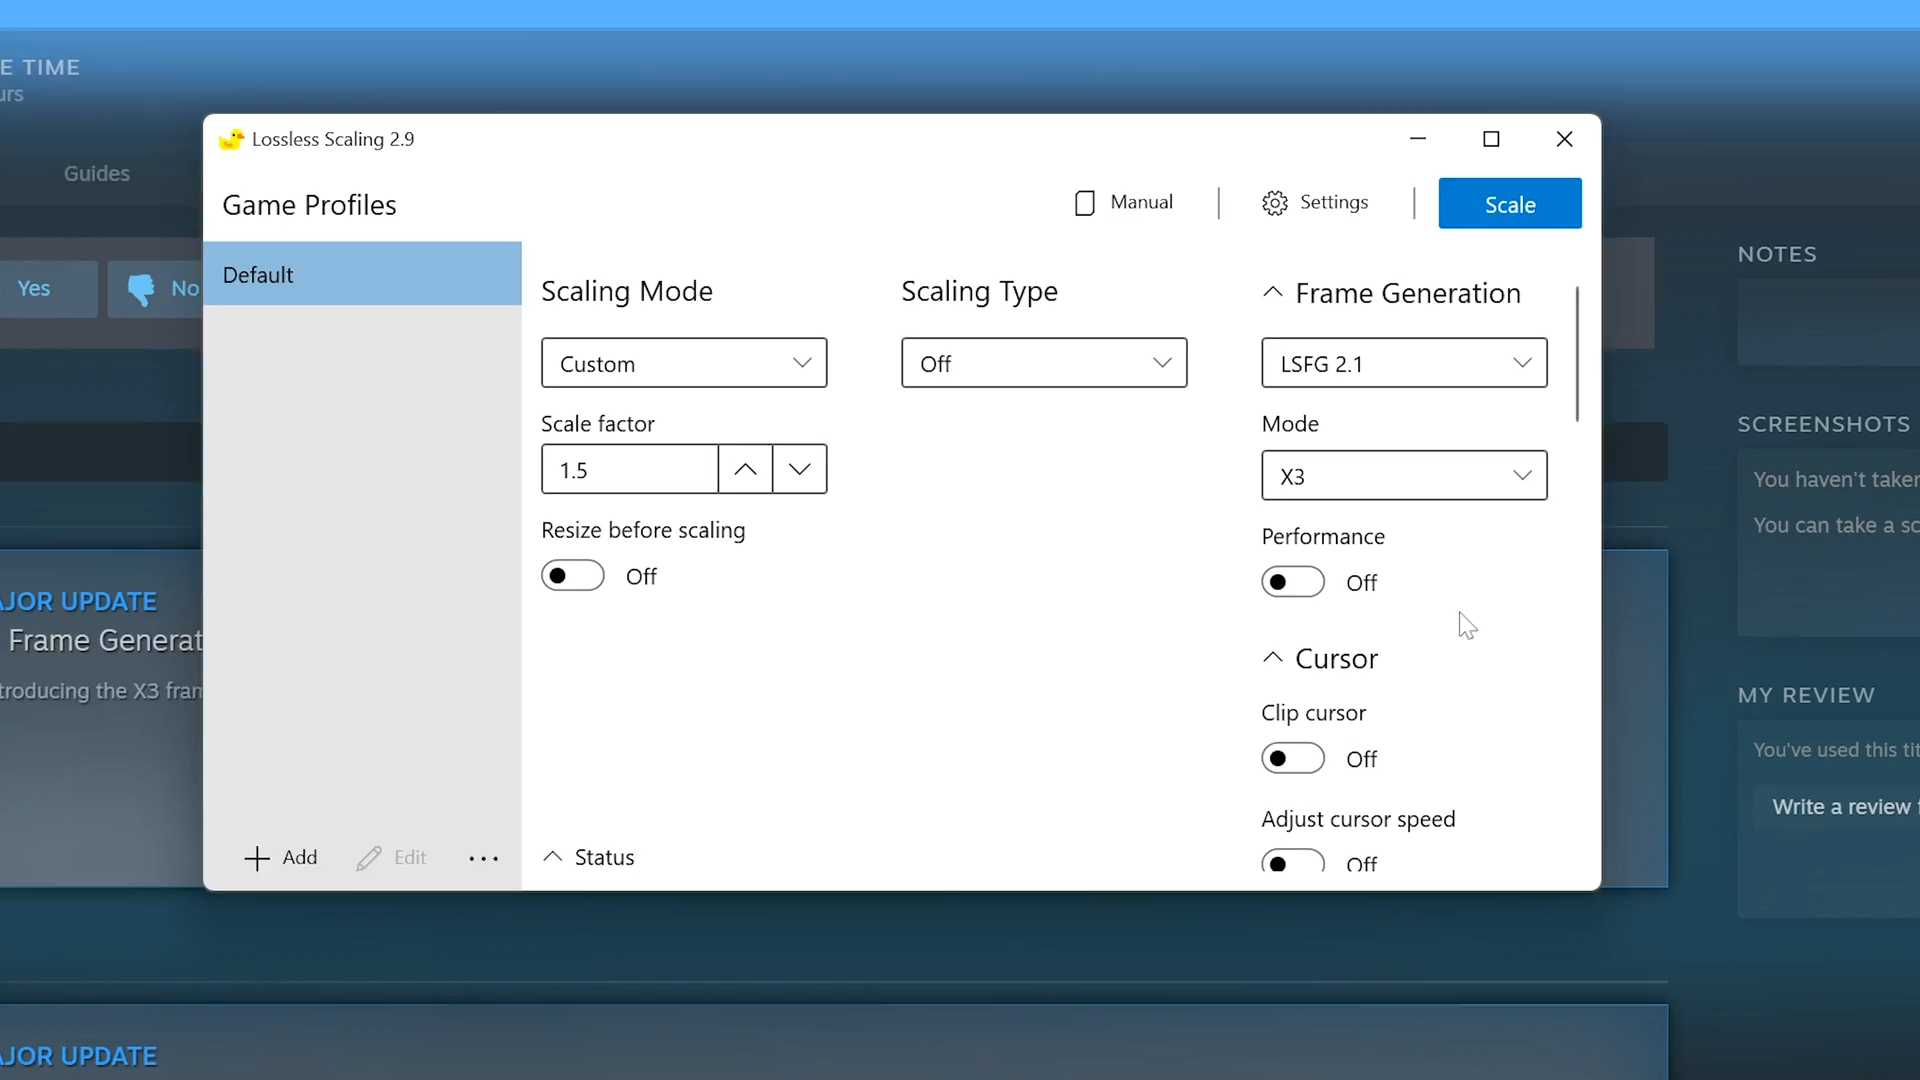 E TIME
urs
Lossless Scaling 2.9
Guides
Game Profiles
Manual
Settings
Scale
NOTES
Yes
No
Default
Scaling Mode
Scaling Type
Frame Generation
Custom
Off
LSFG 2.1
Scale factor
Mode
SCREENSHOTS
1.5
X3
You haven't taken
You can take a sc
Resize before scaling
Off
Performance
Off
AJOR UPDATE
Frame Generat
troducing the X3 fram
Cursor
MY REVIEW
Clip cursor
Off
You've used this tit
Write a review f
Adjust cursor speed
Off
Add
Edit
Status
AJOR UPDATE